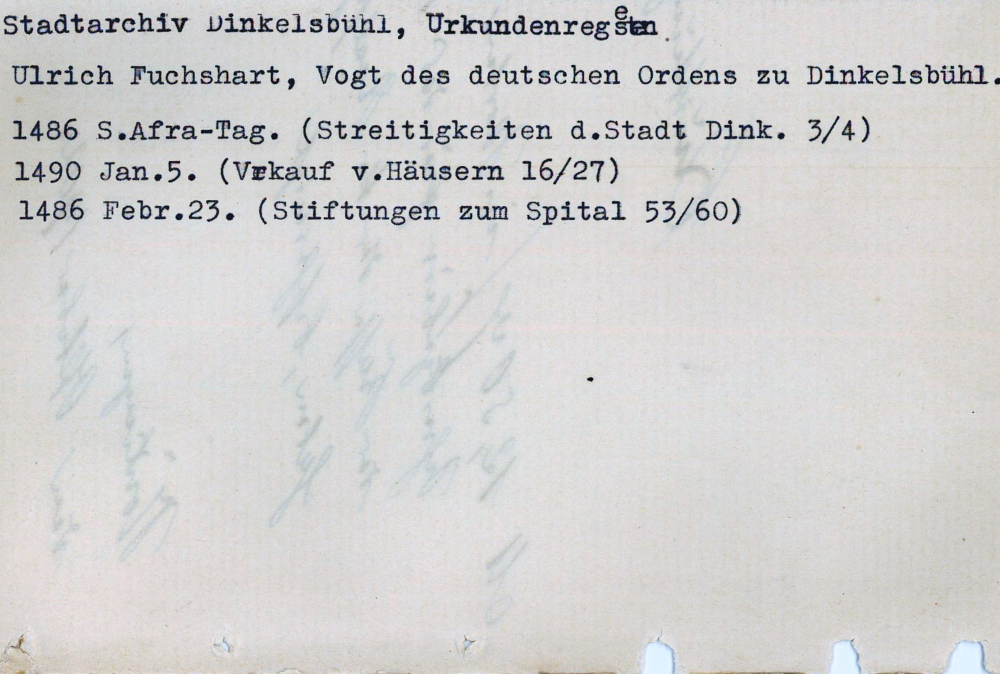 Stadtarchiv Dinkelsbühl, Urkundenregesten.
Ulrich Fuchshart, Vogt des deutschen Ordens zu Dinkelsbühl.
1486 S.Afra-Tag. (Streitigkeiten d.Stadt Dink. 3/4)
1490 Jan.5. (Vrkauf v.Häusern 16/27)
1486 Febr.23. (Stiftungen zum Spital 53/60)